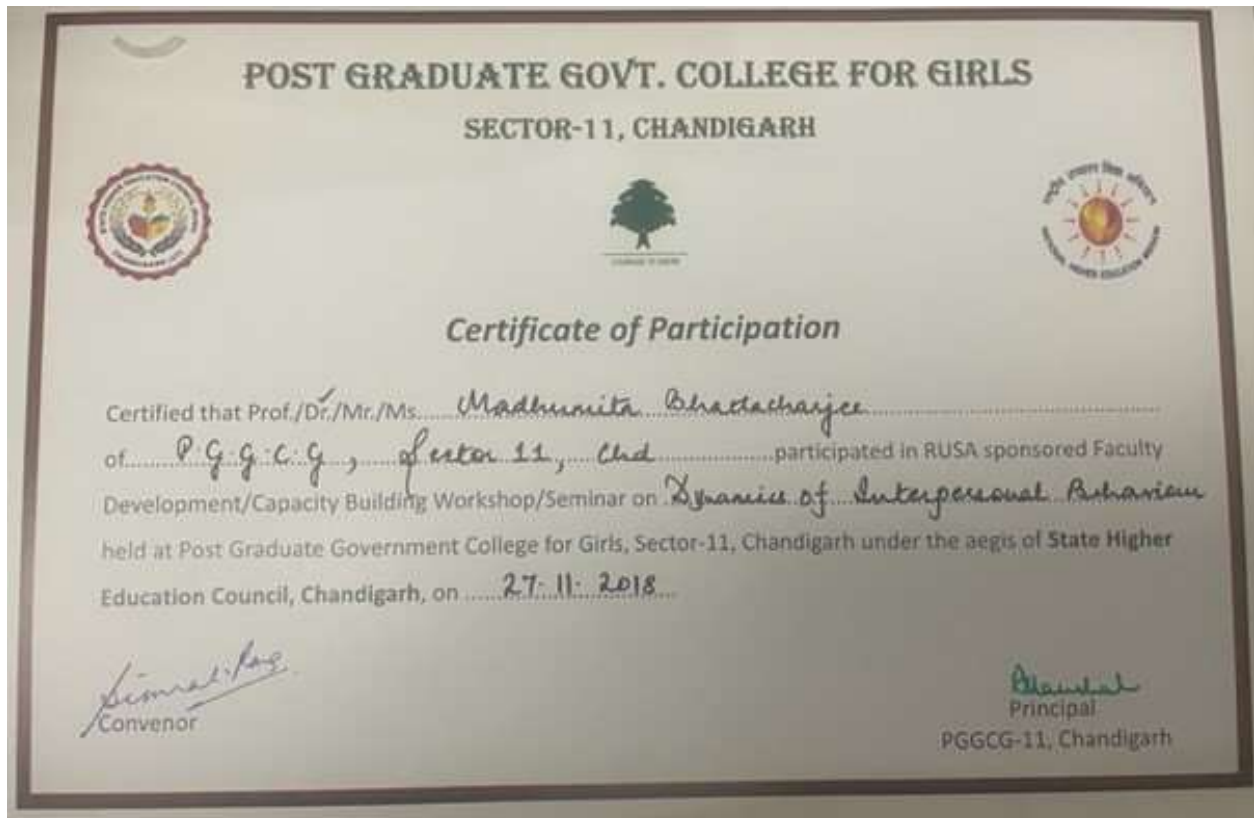 POST GRADUATE GOVT. COLLEGE FOR GIRLS
SECTOR-11, CHANDIGARH
Certificate of Participation
Certified that Prof./Dr./Mr./Ms. Madhumita Bhattacharjee
of P.G.G.C.G, Sector 11, Chd participated in RUSA sponsored Faculty
Development/Capacity Building Workshop/Seminar on Dynamics of Interpersonal Behaviour
held at Post Graduate Government College for Girls, Sector-11, Chandigarh under the aegis of State Higher
Education Council, Chandigarh, on 27.11.2018
Convenor
Principal
PGGCG-11, Chandigarh